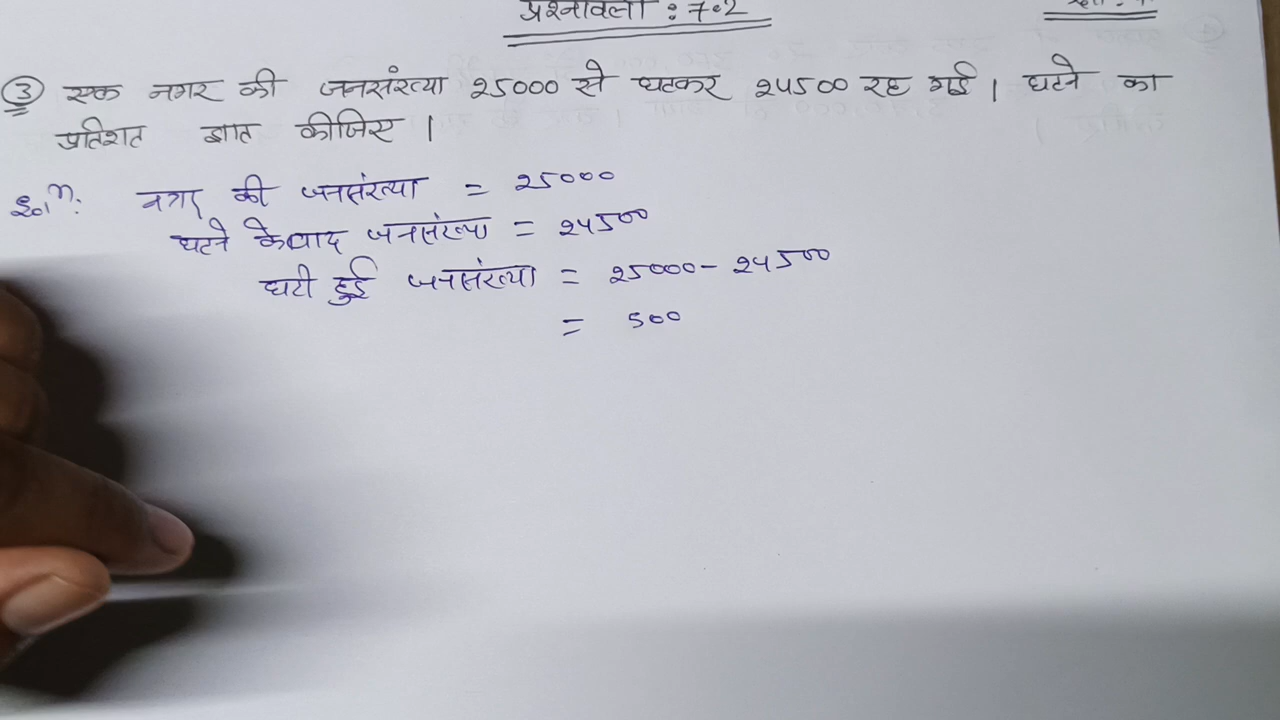 प्रश्नावली : 7.2
③ एक नगर की जनसंख्या 25000 से घटकर 24500 रह गई। घटने का
प्रतिशत ज्ञात कीजिए।
Solⁿ: नगर की जनसंख्या = 25000
घटने के बाद जनसंख्या = 24500
घटी हुई जनसंख्या = 25000 - 24500
= 500